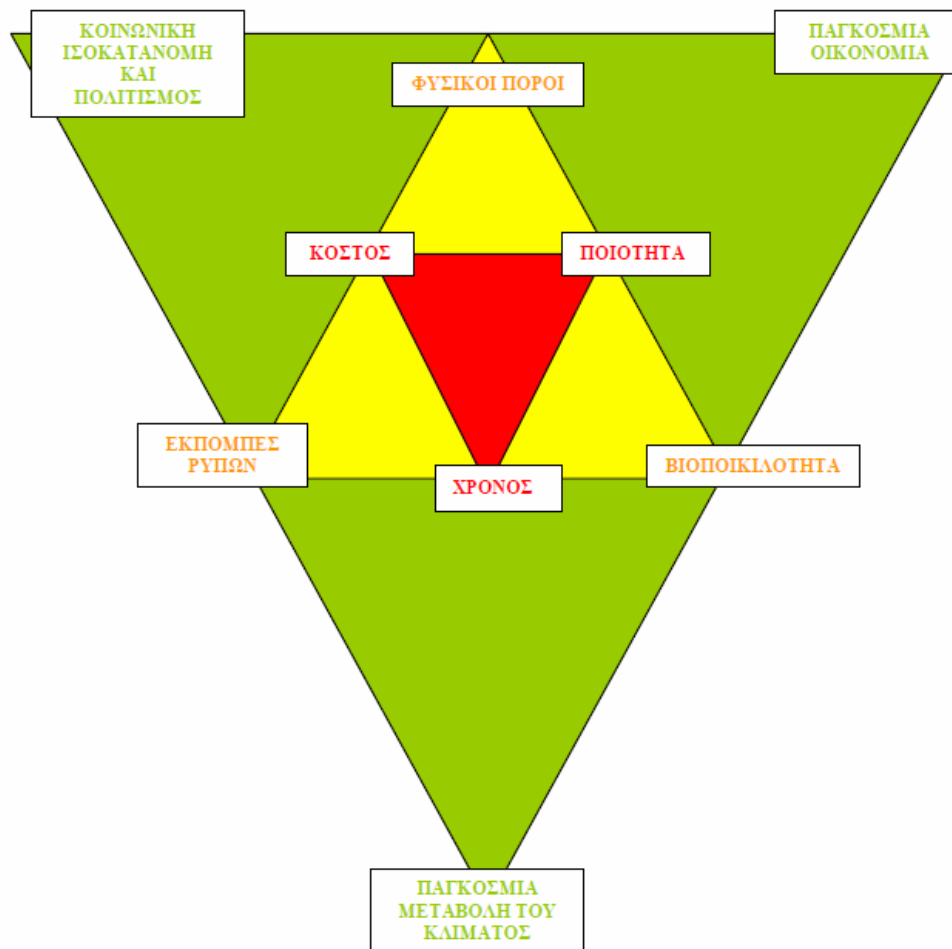 ΚΟΙΝΩΝΙΚΗ
ΙΣΟΚΑΤΑΝΟΜΗ
ΚΑΙ
ΠΟΛΙΤΙΣΜΟΣ
ΠΑΓΚΟΣΜΙΑ
ΟΙΚΟΝΟΜΙΑ
ΦΥΣΙΚΟΙ ΠΟΡΟΙ
ΚΟΣΤΟΣ
ΠΟΙΟΤΗΤΑ
ΕΚΠΟΜΠΕΣ
ΡΥΠΩΝ
ΧΡΟΝΟΣ
ΒΙΟΠΟΙΚΙΛΟΤΗΤΑ
ΠΑΓΚΟΣΜΙΑ
ΜΕΤΑΒΟΛΗ ΤΟΥ
ΚΛΙΜΑΤΟΣ